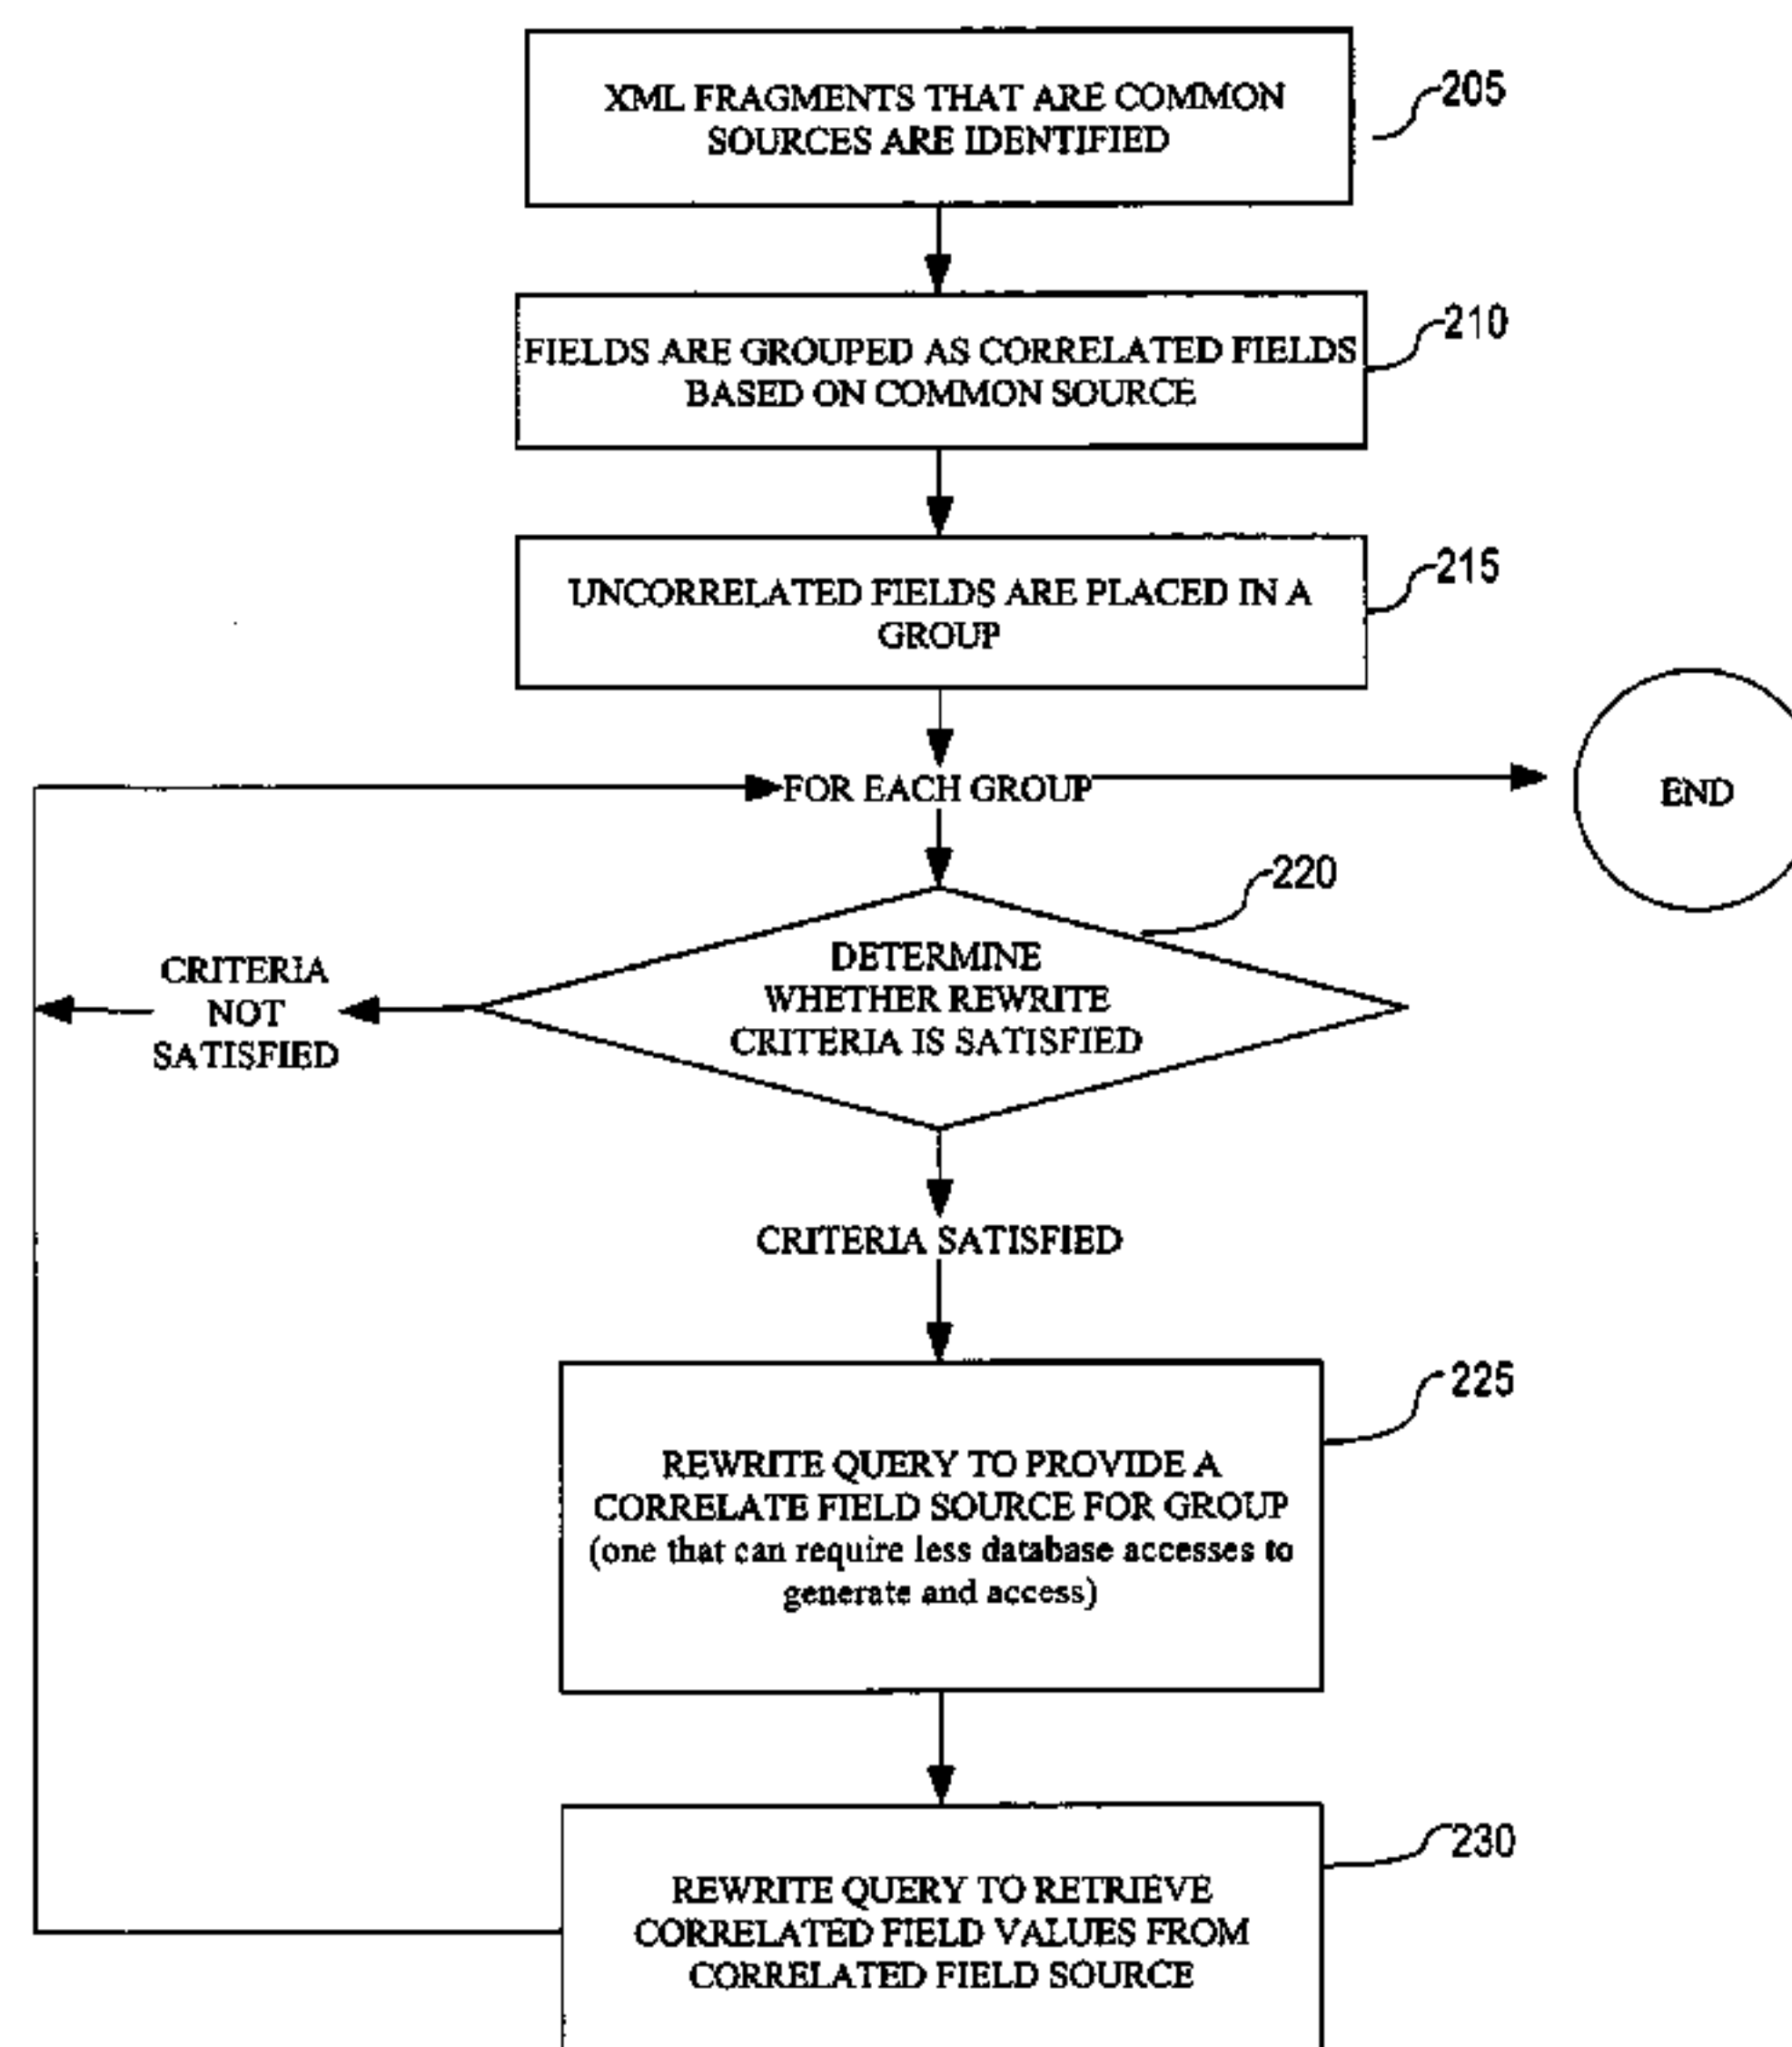 XML FRAGMENTS THAT ARE COMMON
SOURCES ARE IDENTIFIED
205
FIELDS ARE GROUPED AS CORRELATED FIELDS
BASED ON COMMON SOURCE
210
UNCORRELATED FIELDS ARE PLACED IN A
GROUP
215
FOR EACH GROUP
END
220
DETERMINE
WHETHER REWRITE
CRITERIA IS SATISFIED
CRITERIA
NOT
SATISFIED
CRITERIA SATISFIED
225
REWRITE QUERY TO PROVIDE A
CORRELATE FIELD SOURCE FOR GROUP
(one that can require less database accesses to
generate and access)
230
REWRITE QUERY TO RETRIEVE
CORRELATED FIELD VALUES FROM
CORRELATED FIELD SOURCE